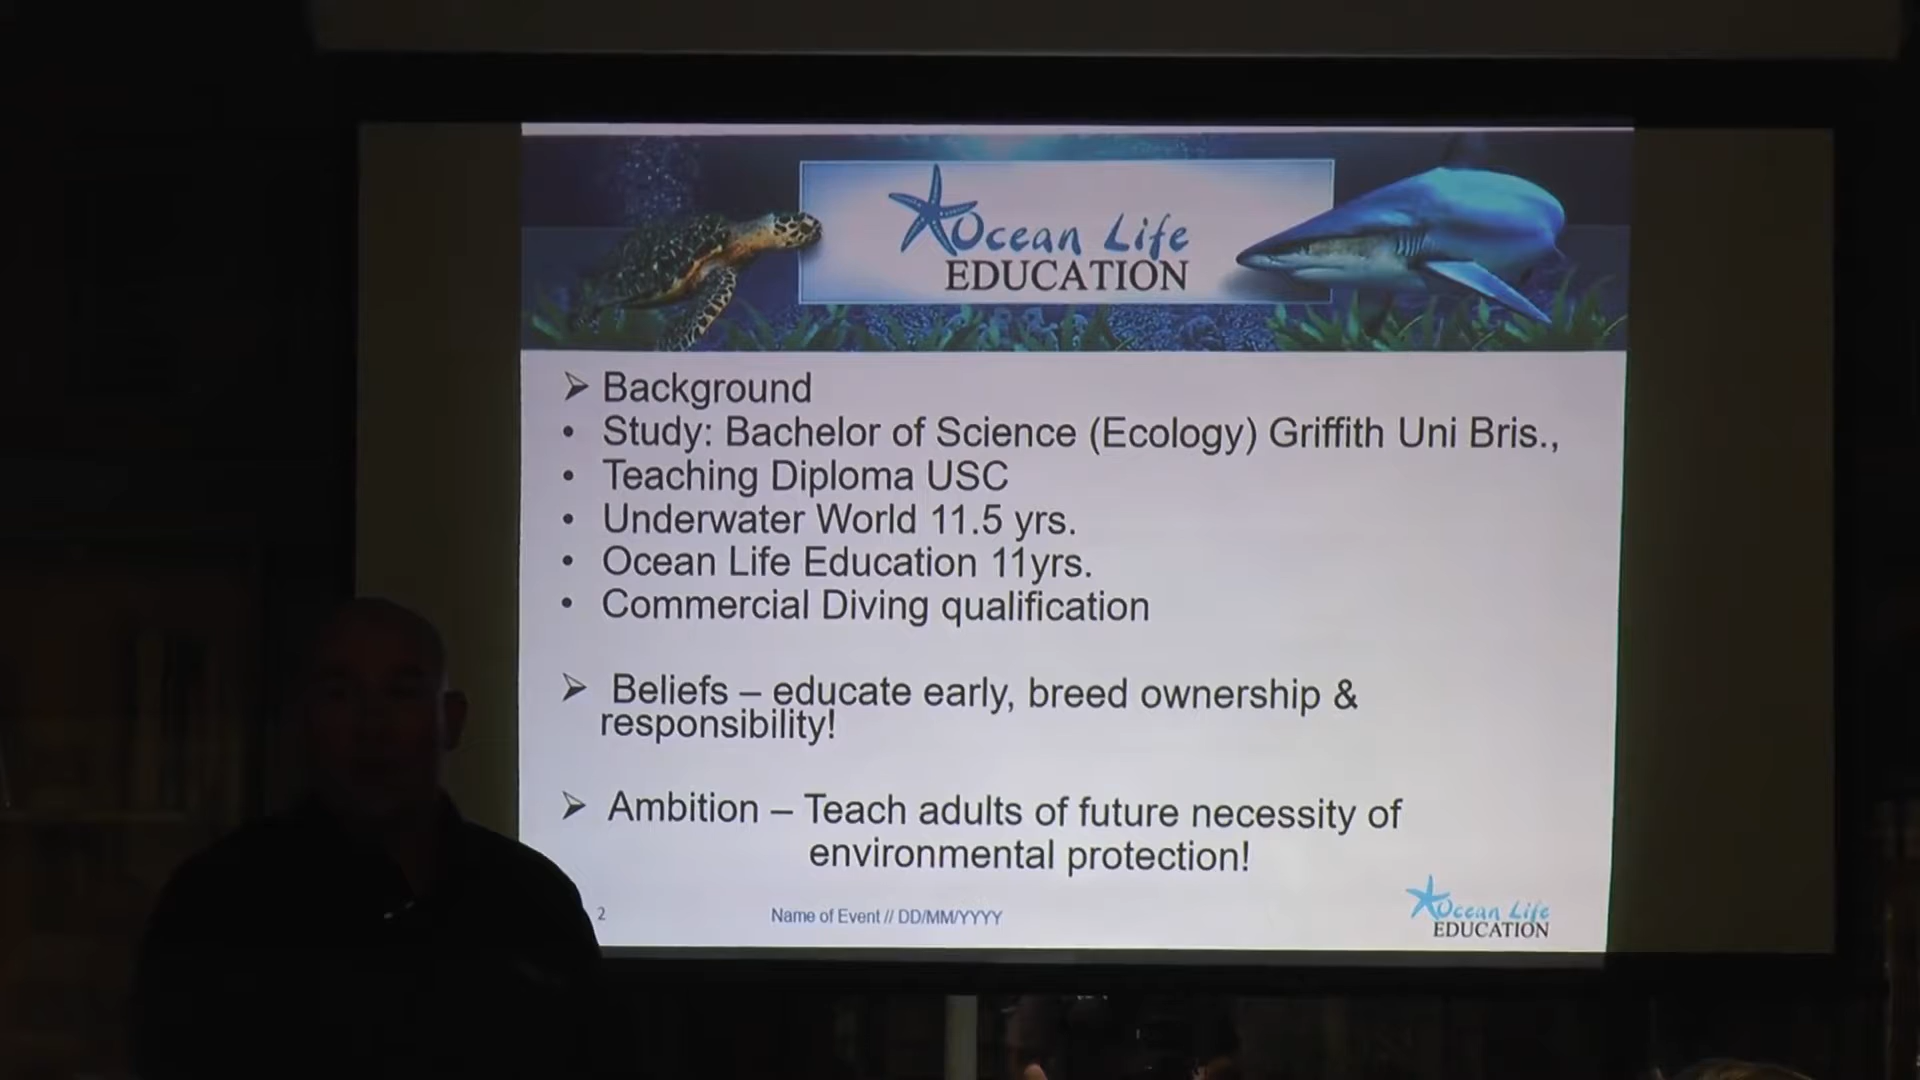 Ocean Life
EDUCATION
Background
Study: Bachelor of Science (Ecology) Griffith Uni Bris.,
Teaching Diploma USC
Underwater World 11.5 yrs.
Ocean Life Education 11yrs.
Commercial Diving qualification
Beliefs – educate early, breed ownership &
responsibility!
Ambition – Teach adults of future necessity of
environmental protection!
2
Name of Event // DD/MM/YYYY
Ocean Life
EDUCATION